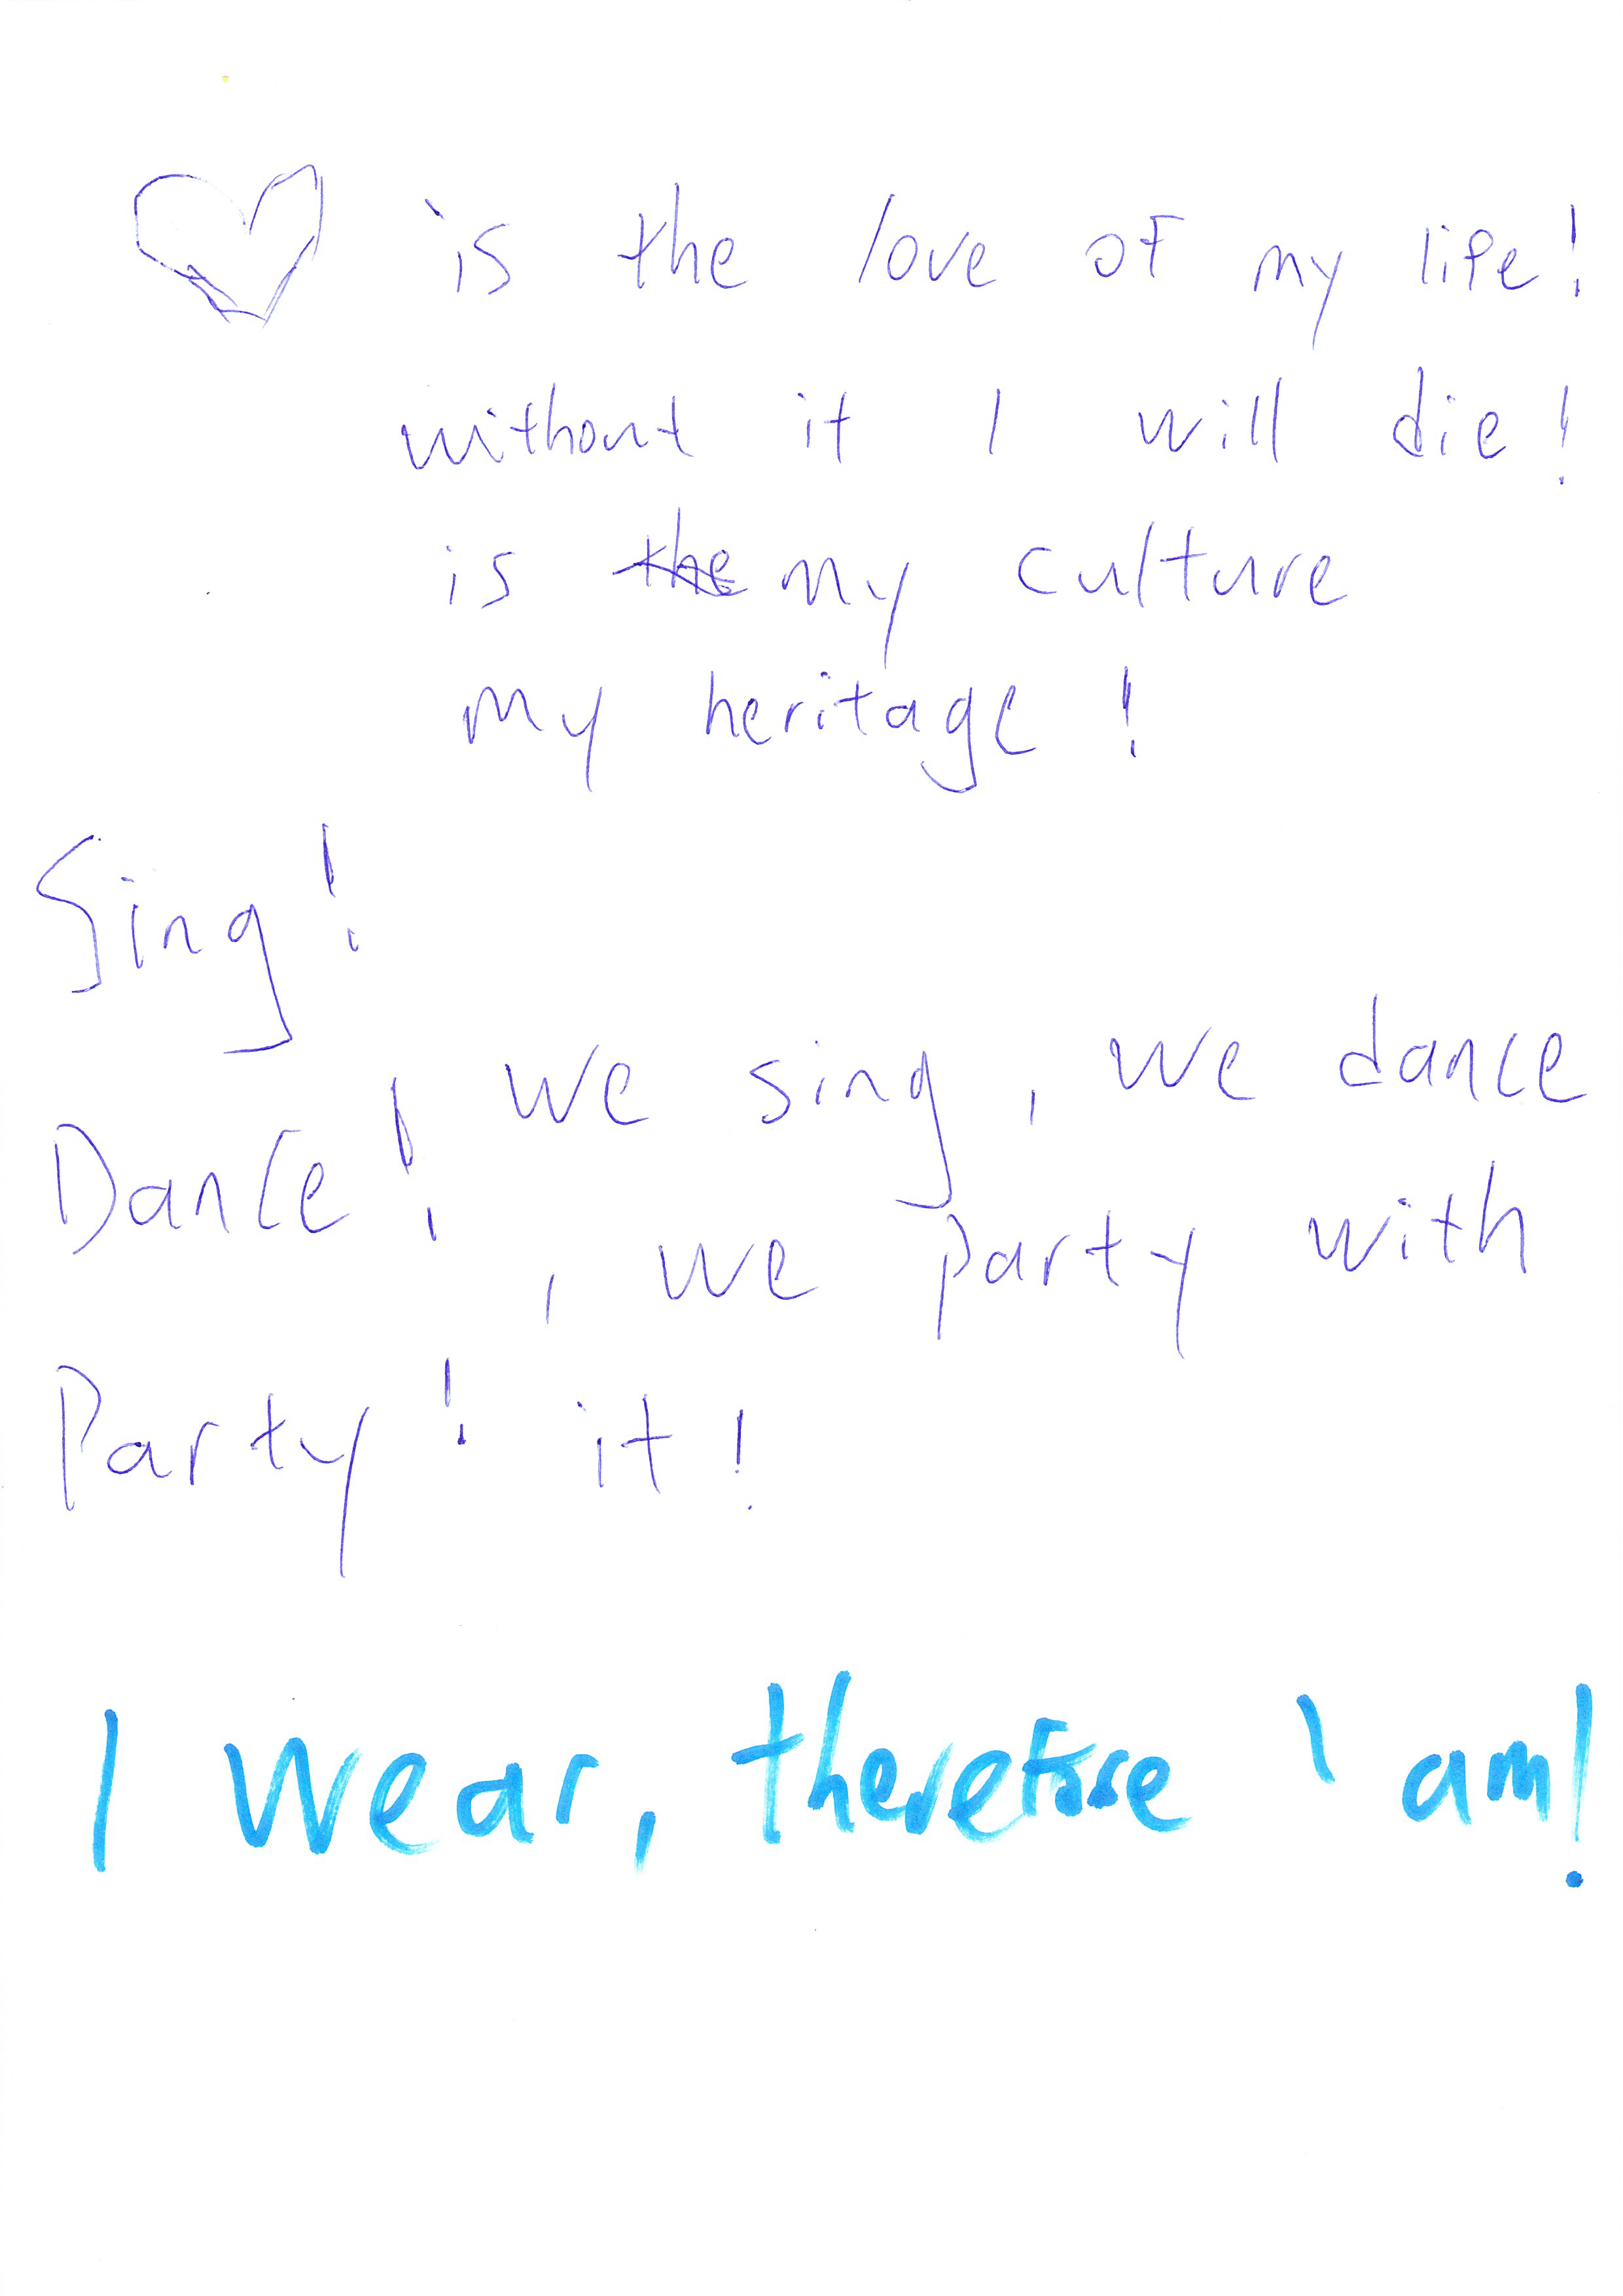 is the love of my life!
without it I will die!
is the my culture
my heritage!
Sing!
we sing, we dance
Dance!
, we party with
Party! it!
I wear, therefore I am!